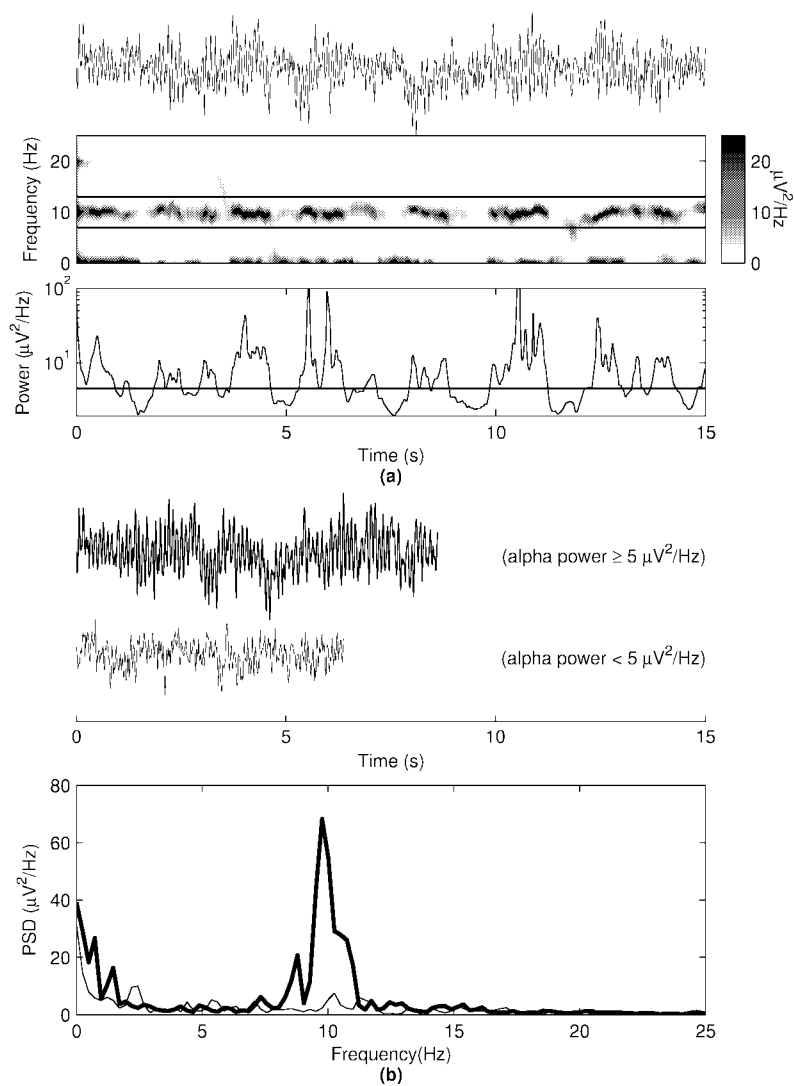 Frequency (Hz)
20
10
0
20
10
0
μV²/Hz
Power (μV²/Hz)
10²
10¹
0 5 10 15
Time (s)
(a)
(alpha power ≥ 5 μV²/Hz)
(alpha power < 5 μV²/Hz)
0 5 10 15
Time (s)
PSD (μV²/Hz)
80
60
40
20
0
0 5 10 15 20 25
Frequency(Hz)
(b)